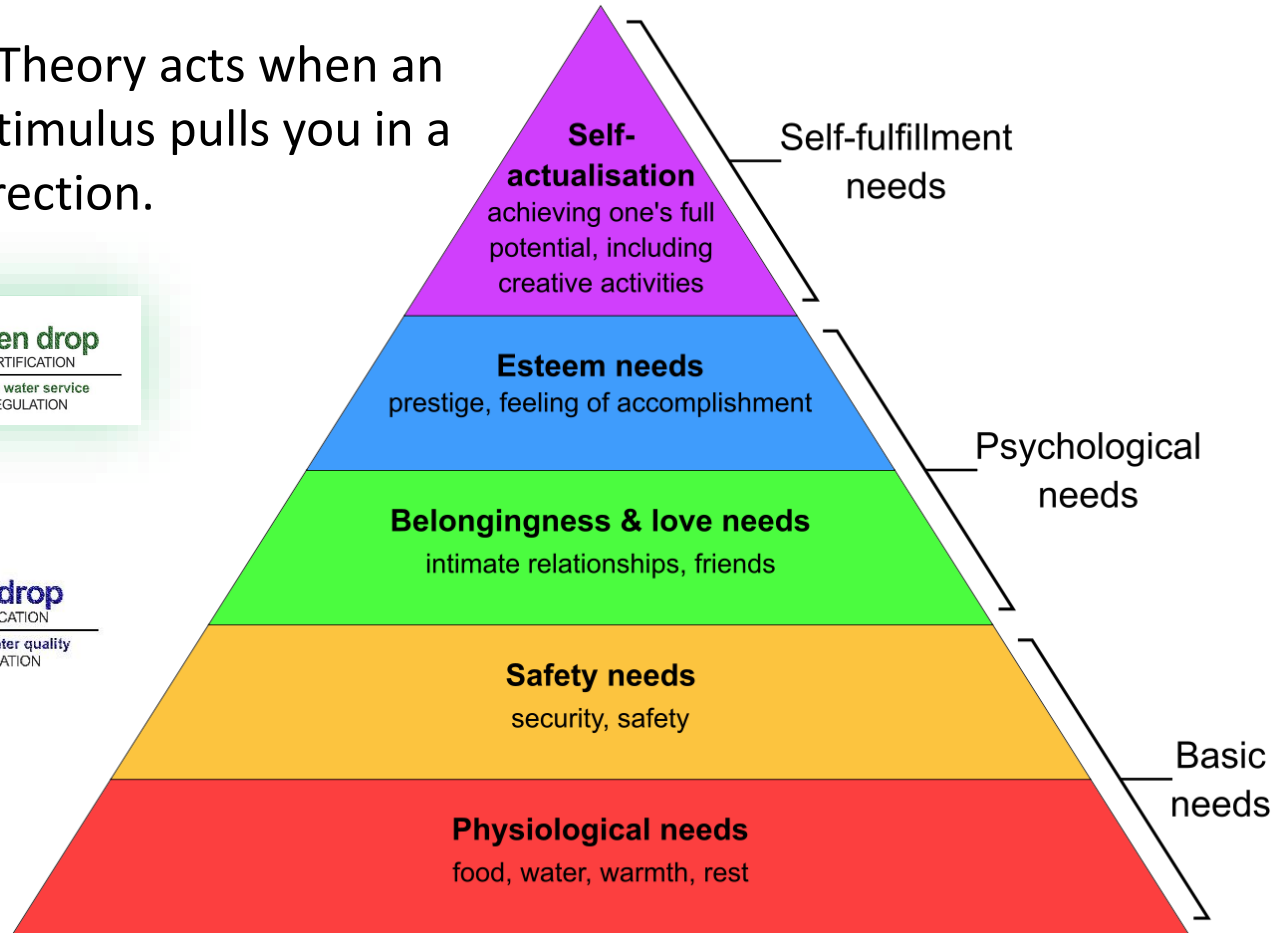 Theory acts when an
timulus pulls you in a
rection.
en drop
RTIFICATION
water service
EGULATION
drop
CATION
ter quality
ATION
Self-
actualisation
achieving one's full
potential, including
creative activities
Self-fulfillment
needs
Esteem needs
prestige, feeling of accomplishment
Psychological
needs
Belongingness & love needs
intimate relationships, friends
Safety needs
security, safety
Basic
needs
Physiological needs
food, water, warmth, rest